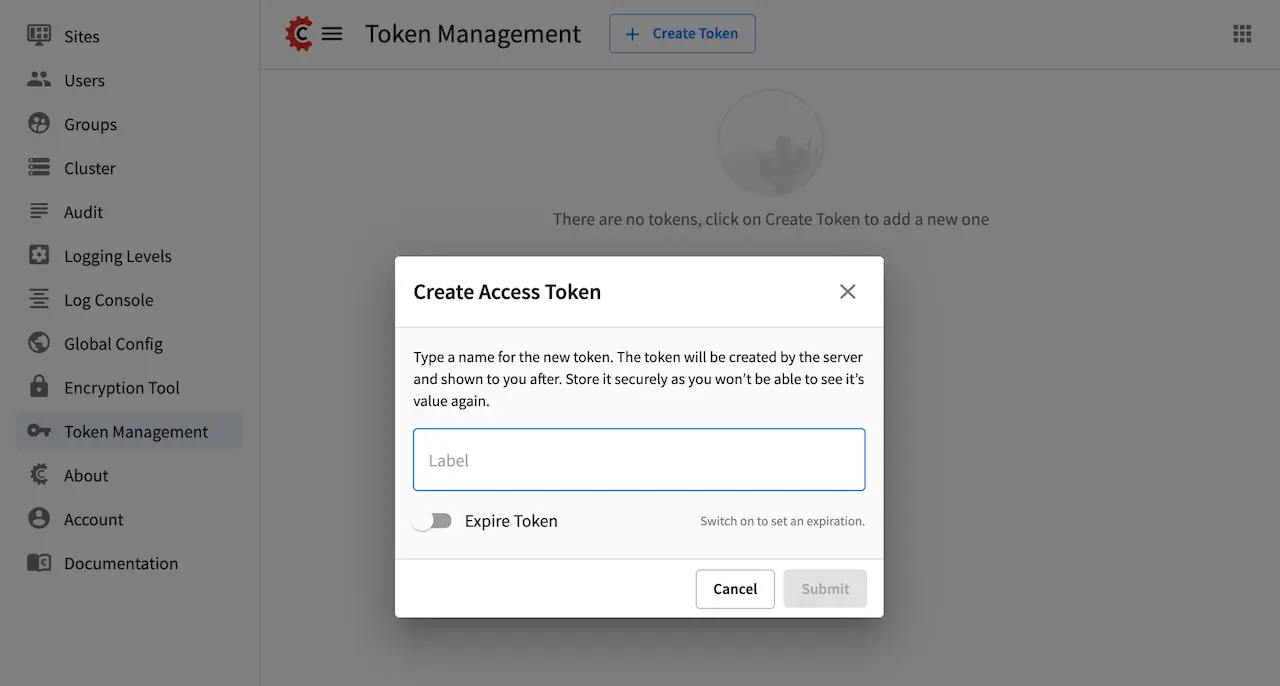 Sites
Users
Groups
Cluster
Audit
Logging Levels
Log Console
Global Config
Encryption Tool
Token Management
About
Account
Documentation
Token Management
+ Create Token
There are no tokens, click on Create Token to add a new one
Create Access Token
Type a name for the new token. The token will be created by the server
and shown to you after. Store it securely as you won’t be able to see it’s
value again.
Label
Expire Token
Switch on to set an expiration.
Cancel
Submit